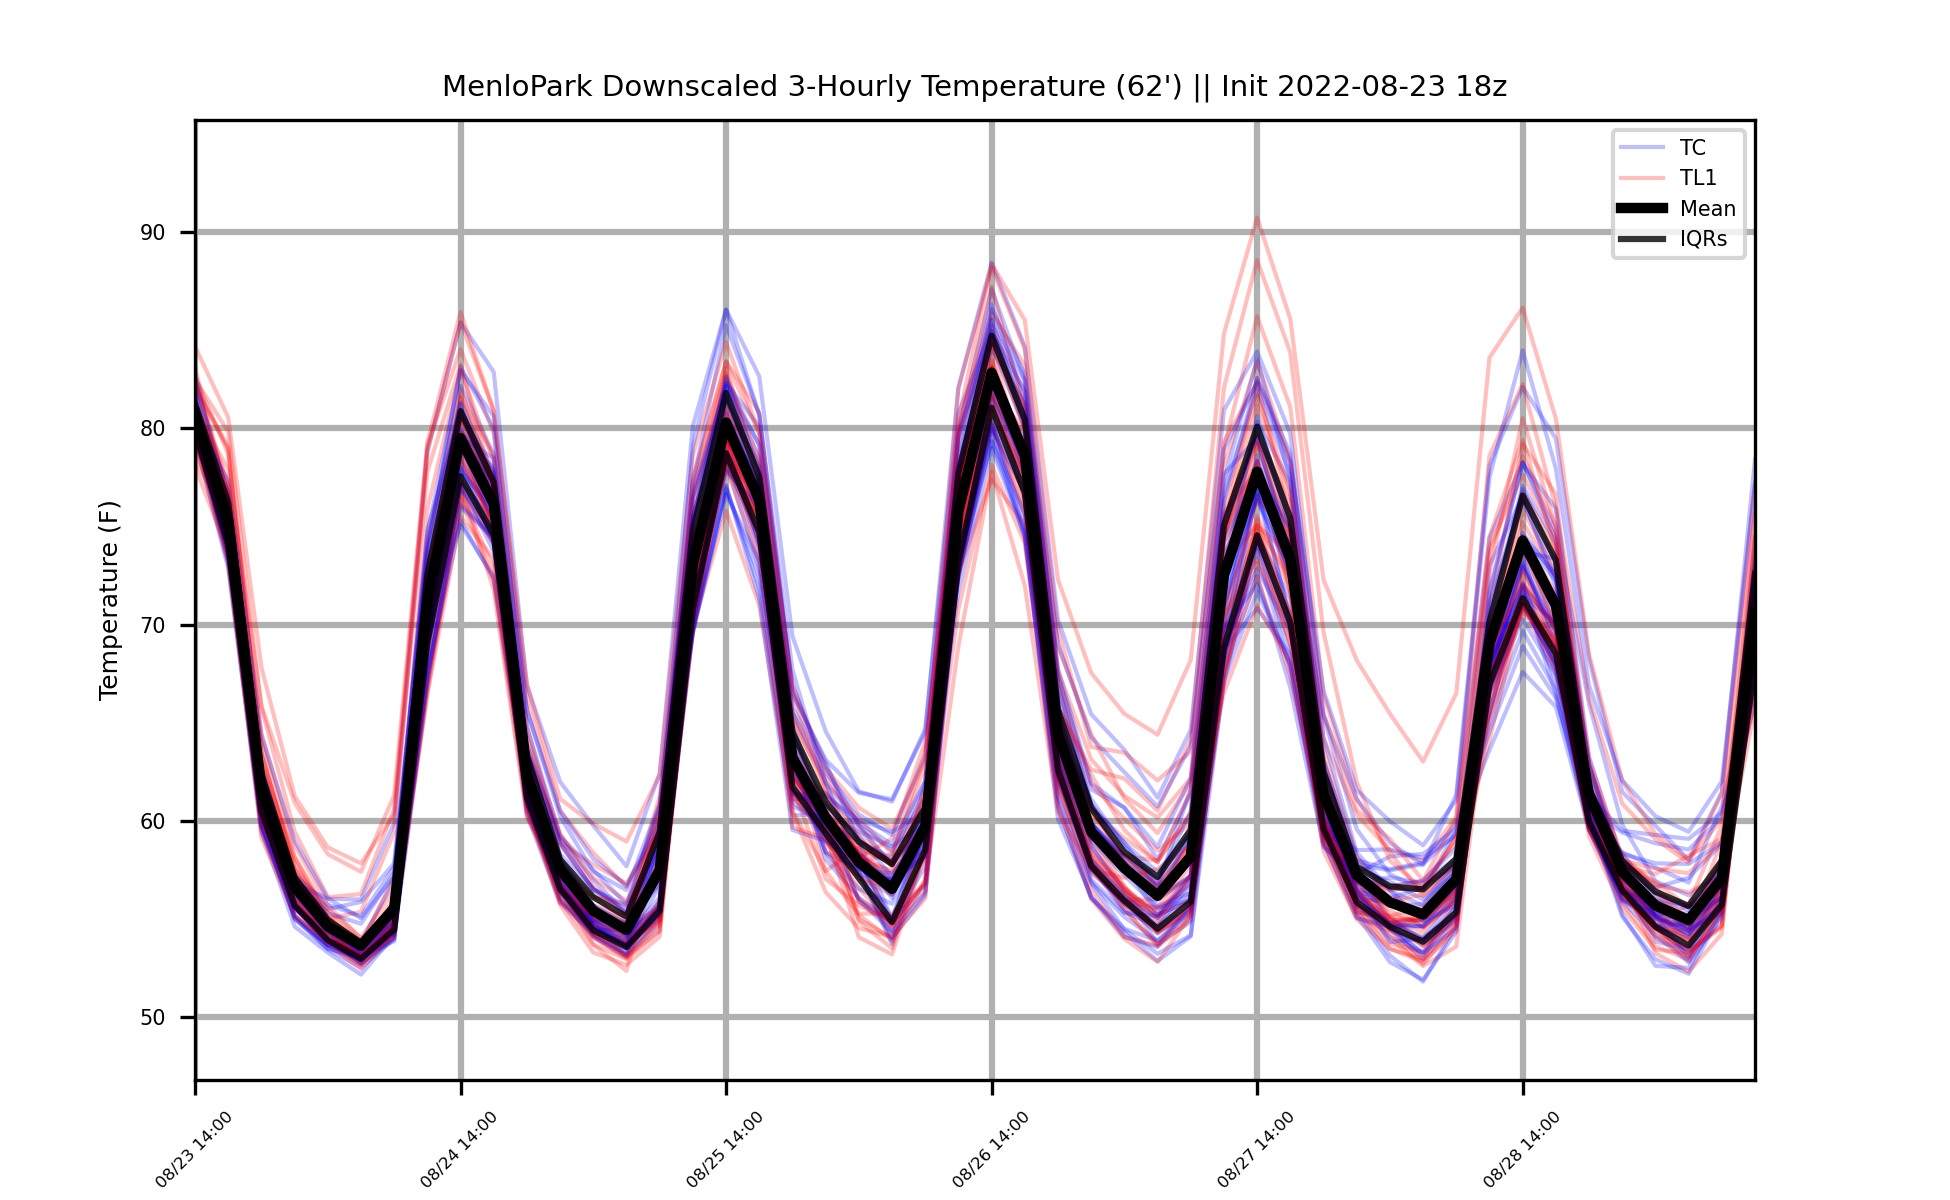 MenloPark Downscaled 3-Hourly Temperature (62') || Init 2022-08-23 18z
TC
TL1
Mean
IQRs
Temperature (F)
90
80
70
60
50
08/23 14:00
08/24 14:00
08/25 14:00
08/26 14:00
08/27 14:00
08/28 14:00